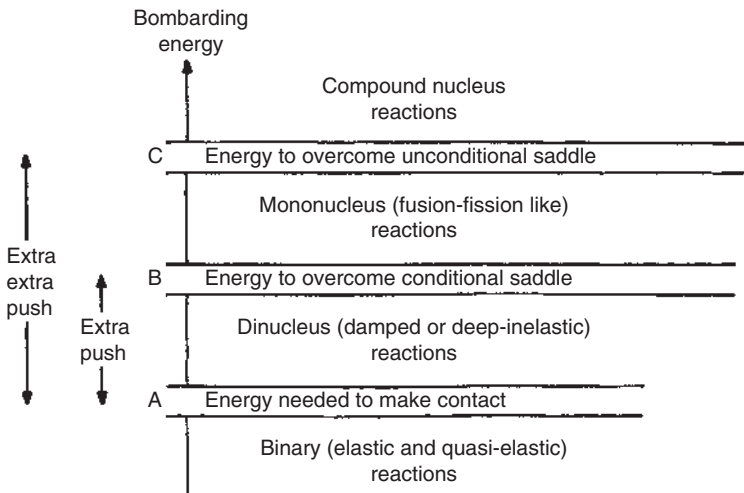 Bombarding
energy
Compound nucleus
reactions
C Energy to overcome unconditional saddle
Mononucleus (fusion-fission like)
reactions
Extra
extra
push
B Energy to overcome conditional saddle
Extra
push
Dinucleus (damped or deep-inelastic)
reactions
A Energy needed to make contact
Binary (elastic and quasi-elastic)
reactions